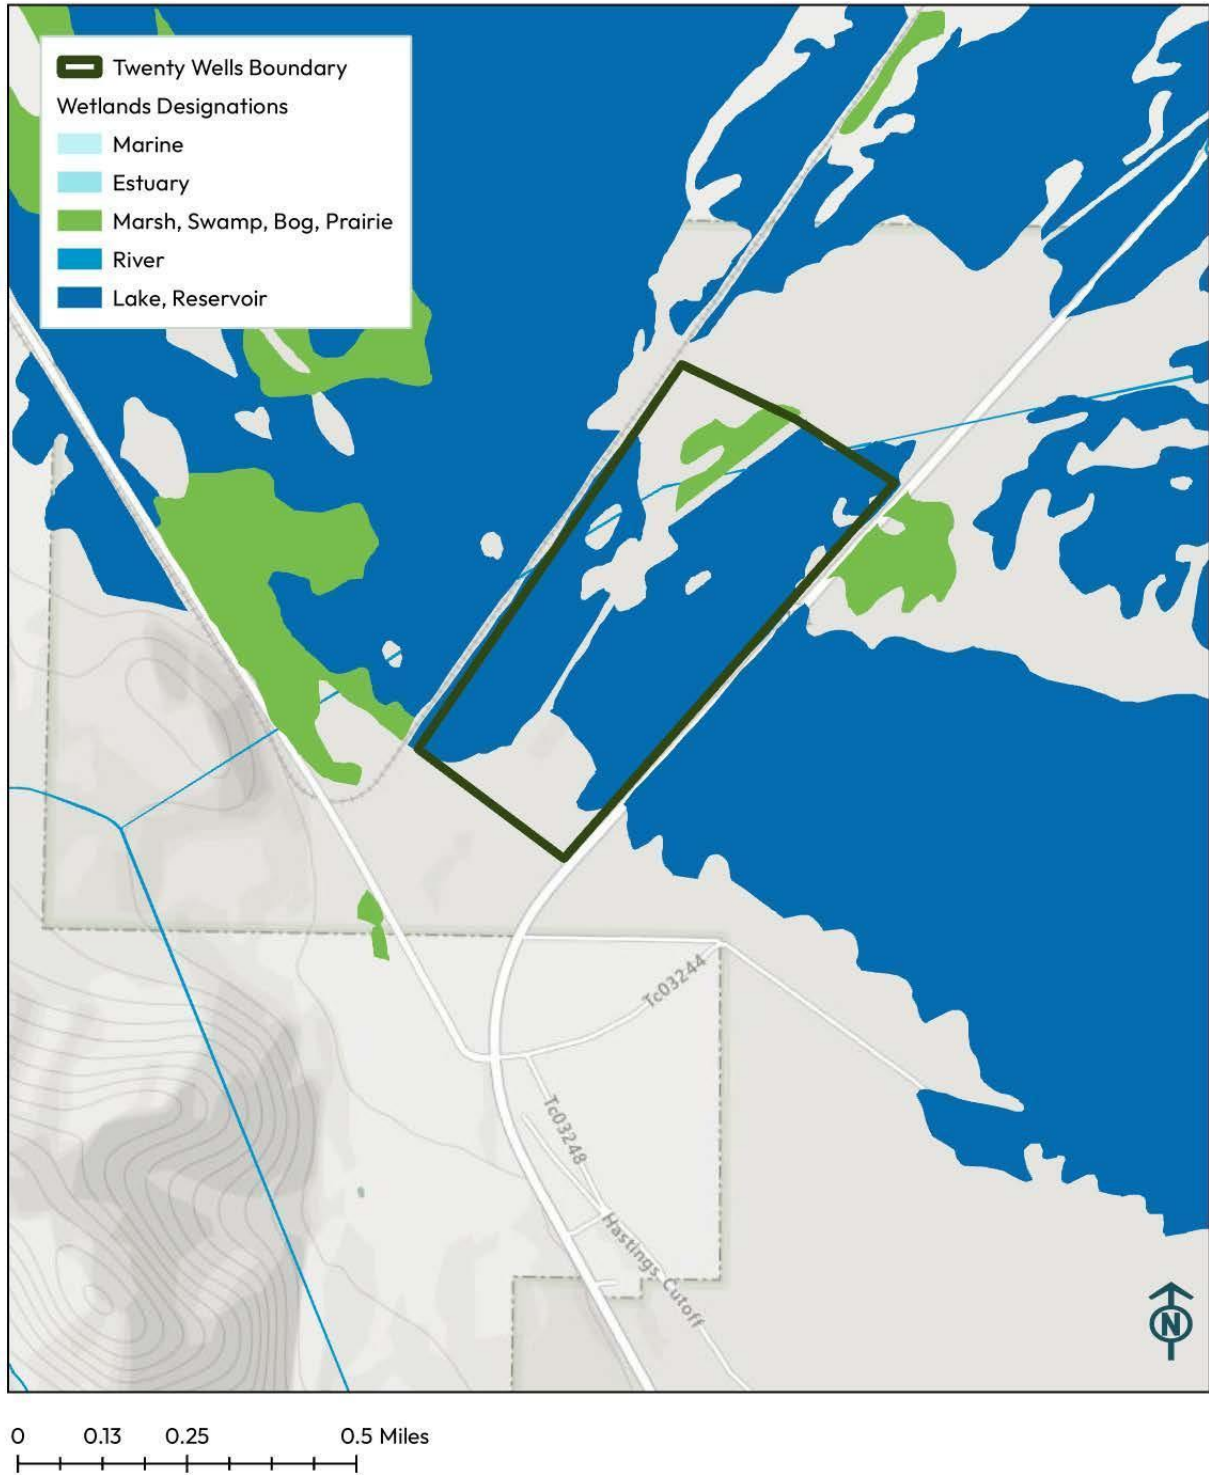 Twenty Wells Boundary
Wetlands Designations
Marine
Estuary
Marsh, Swamp, Bog, Prairie
River
Lake, Reservoir
Tc03244
Tc03248
Hastings Cutoff
N
0 0.13 0.25 0.5 Miles